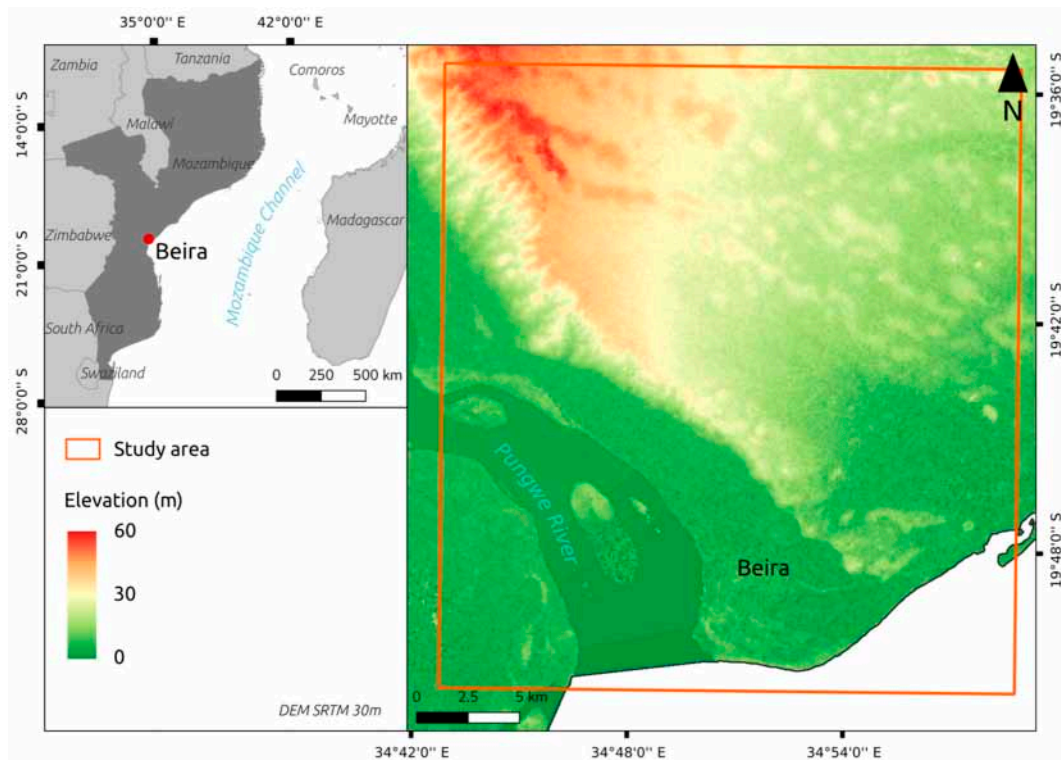 35°0'0'' E
42°0'0'' E
Zambia
Tanzania
Comoros
14°0'0'' S
Malawi
Mayotte
Mozambique
Mozambique Channel
Madagascar
Zimbabwe
Beira
21°0'0'' S
South Africa
Swaziland
0 250 500 km
28°0'0'' S
N
19°36'0'' S
19°42'0'' S
19°48'0'' S
Pungwe River
Beira
0 2.5 5 km
34°42'0'' E
34°48'0'' E
34°54'0'' E
Study area
Elevation (m)
60
30
0
DEM SRTM 30m